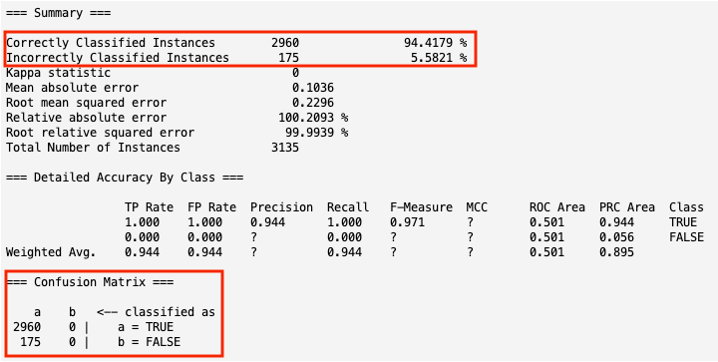 === Summary ===
Correctly Classified Instances 2960 94.4179 %
Incorrectly Classified Instances 175 5.5821 %
Kappa statistic 0
Mean absolute error 0.1036
Root mean squared error 0.2296
Relative absolute error 100.2093 %
Root relative squared error 99.9939 %
Total Number of Instances 3135
=== Detailed Accuracy By Class ===
TP Rate FP Rate Precision Recall F-Measure MCC ROC Area PRC Area Class
1.000 1.000 0.944 1.000 0.971 ? 0.501 0.944 TRUE
0.000 0.000 ? 0.000 ? ? 0.501 0.056 FALSE
Weighted Avg. 0.944 0.944 ? 0.944 ? ? 0.501 0.895
=== Confusion Matrix ===
a b <-- classified as
2960 0 | a = TRUE
175 0 | b = FALSE